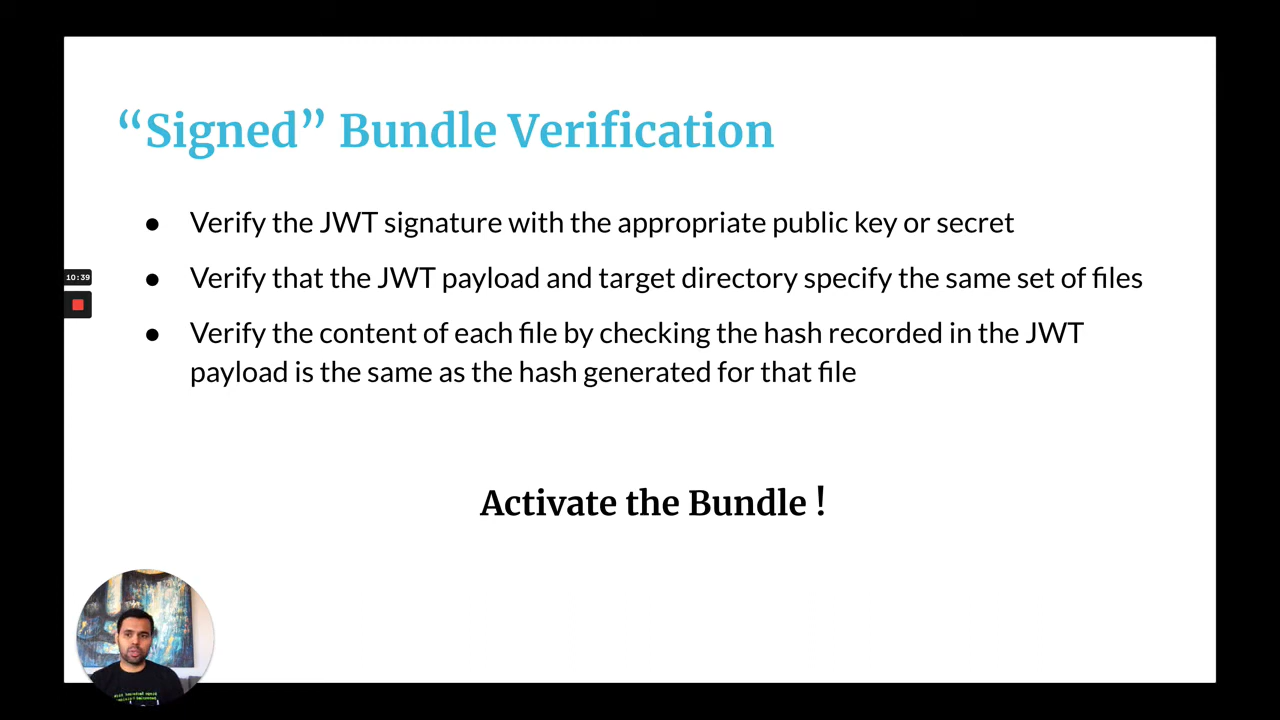 “Signed” Bundle Verification
● Verify the JWT signature with the appropriate public key or secret
10:39
● Verify that the JWT payload and target directory specify the same set of files
● Verify the content of each file by checking the hash recorded in the JWT
payload is the same as the hash generated for that file
Activate the Bundle !